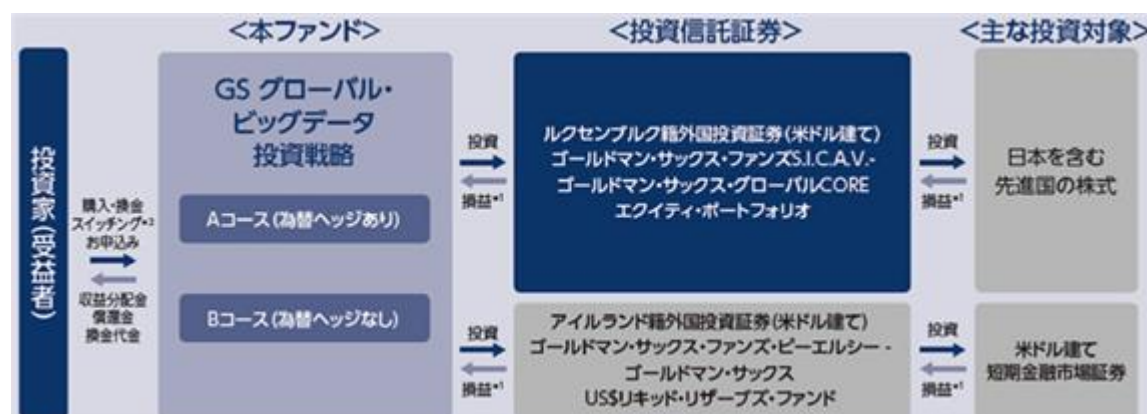 <本ファンド>
<投資信託証券>
<主な投資対象>
投資家(受益者)
購入・換金
スイッチング*2
お申込み
収益分配金
償還金
換金代金
GS グローバル・
ビッグデータ
投資戦略
Aコース(為替ヘッジあり)
Bコース(為替ヘッジなし)
投資
損益*1
ルクセンブルク籍外国投資証券(米ドル建て)
ゴールドマン・サックス・ファンズS.I.C.A.V.-
ゴールドマン・サックス・グローバルCORE
エクイティ・ポートフォリオ
投資
損益*1
日本を含む
先進国の株式
投資
損益*1
アイルランド籍外国投資証券(米ドル建て)
ゴールドマン・サックス・ファンズ・ピーエルシー -
ゴールドマン・サックス
US$リキッド・リザーブズ・ファンド
投資
損益*1
米ドル建て
短期金融市場証券